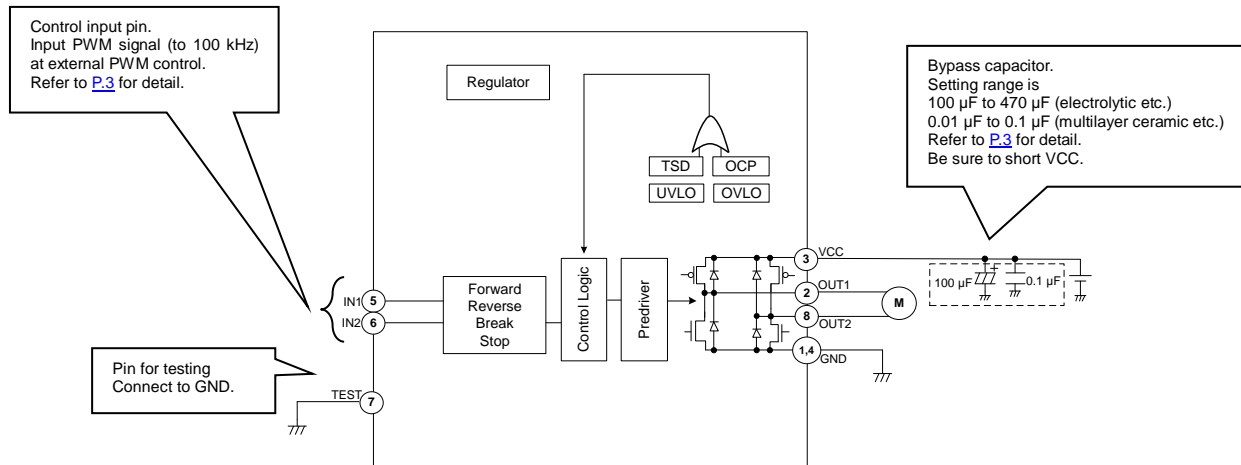 Control input pin.
Input PWM signal (to 100 kHz)
at external PWM control.
Refer to P.3 for detail.
Regulator
Bypass capacitor.
Setting range is
100 µF to 470 µF (electrolytic etc.)
0.01 µF to 0.1 µF (multilayer ceramic etc.)
Refer to P.3 for detail.
Be sure to short VCC.
TSD
OCP
UVLO
OVLO
IN1
5
IN2
6
Forward
Reverse
Break
Stop
Control Logic
Predriver
3
VCC
2
OUT1
8
OUT2
1,4
GND
M
100 µF
+
0.1 µF
Pin for testing
Connect to GND.
TEST
7